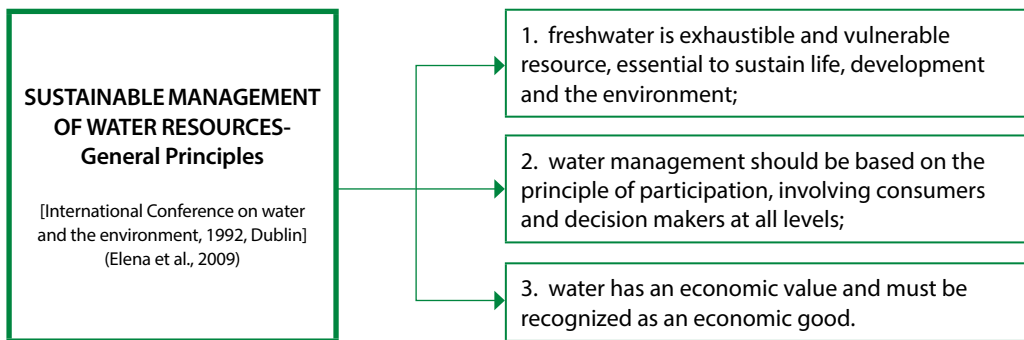 SUSTAINABLE MANAGEMENT
OF WATER RESOURCES-
General Principles
[International Conference on water
and the environment, 1992, Dublin]
(Elena et al., 2009)
1. freshwater is exhaustible and vulnerable
resource, essential to sustain life, development
and the environment;
2. water management should be based on the
principle of participation, involving consumers
and decision makers at all levels;
3. water has an economic value and must be
recognized as an economic good.